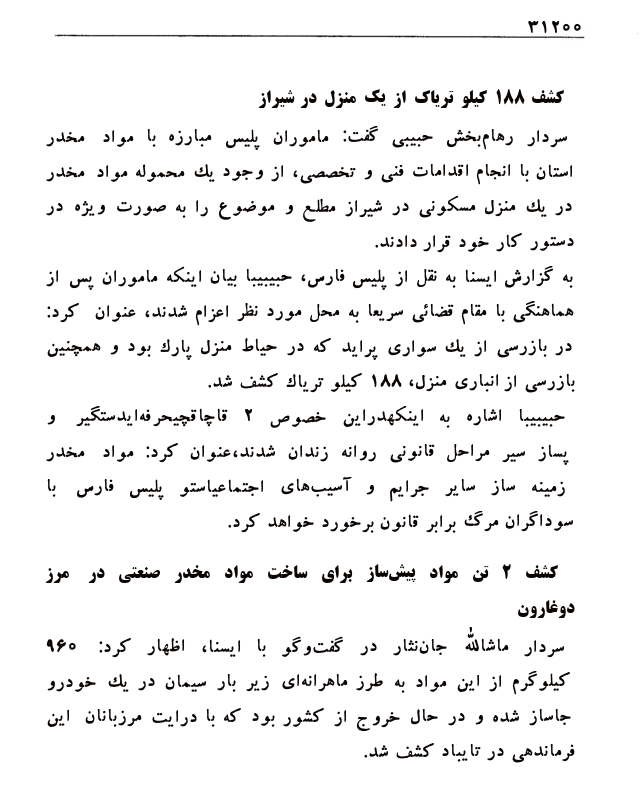 ۳۱۲۰۰
کشف ۱۸۸ کیلو تریاک از یک منزل در شیراز
سردار رهام‌بخش حبیبی گفت: ماموران پلیس مبارزه با مواد مخدر
استان با انجام اقدامات فنی و تخصصی، از وجود یك محموله مواد مخدر
در یك منزل مسکونی در شیراز مطلع و موضوع را به صورت ویژه در
دستور کار خود قرار دادند.
به گزارش ایسنا به نقل از پلیس فارس، حبیبیبا بیان اینکه ماموران پس از
هماهنگی با مقام قضائی سریعا به محل مورد نظر اعزام شدند، عنوان کرد:
در بازرسی از یك سواری پراید که در حیاط منزل پارك بود و همچنین
بازرسی از انباری منزل، ۱۸۸ کیلو تریاك کشف شد.
حبیبیبا اشاره به اینکهدراین خصوص ۲ قاچاقچیحرفه‌ایدستگیر و
پساز سیر مراحل قانونی روانه زندان شدند،عنوان کرد: مواد مخدر
زمینه ساز سایر جرایم و آسیب‌های اجتماعیاستو پلیس فارس با
سوداگران مرگ برابر قانون برخورد خواهد کرد.
کشف ۲ تن مواد پیش‌ساز برای ساخت مواد مخدر صنعتی در مرز
دوغارون
سردار ماشاالله جان‌نثار در گفت‌وگو با ایسنا، اظهار کرد: ۹۶۰
کیلوگرم از این مواد به طرز ماهرانه‌ای زیر بار سیمان در یك خودرو
جاساز شده و در حال خروج از کشور بود که با درایت مرزبانان این
فرماندهی در تایباد کشف شد.